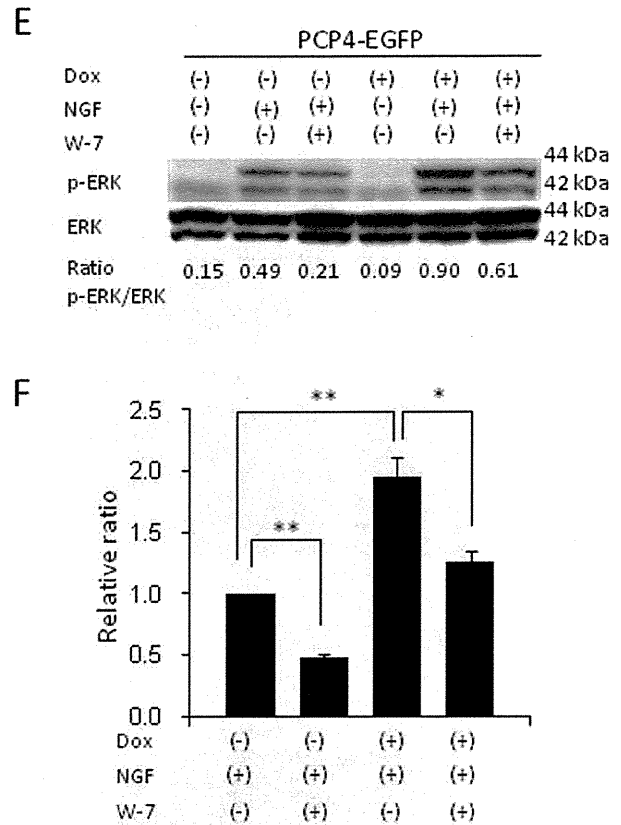 E
PCP4-EGFP
Dox (-) (-) (-) (+) (+) (+)
NGF (-) (+) (+) (-) (+) (+)
W-7 (-) (-) (+) (-) (-) (+)
44 kDa
p-ERK 42 kDa
44 kDa
ERK 42 kDa
Ratio 0.15 0.49 0.21 0.09 0.90 0.61
p-ERK/ERK
F
** *
**
Relative ratio
2.5
2.0
1.5
1.0
0.5
0.0
Dox (-) (-) (+) (+)
NGF (+) (+) (+) (+)
W-7 (-) (+) (-) (+)